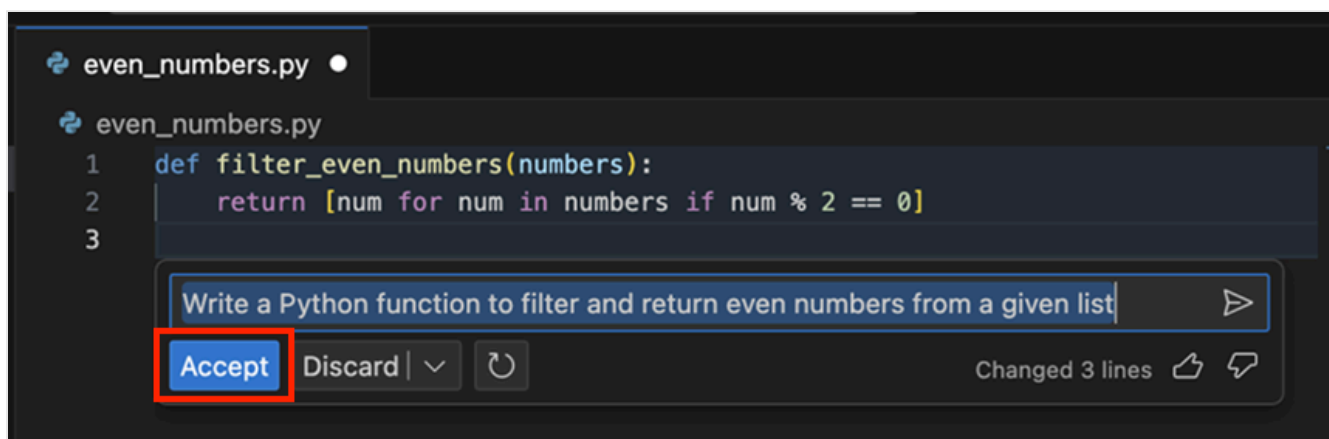 even_numbers.py
even_numbers.py
1 def filter_even_numbers(numbers):
2     return [num for num in numbers if num % 2 == 0]
3
Write a Python function to filter and return even numbers from a given list
Accept Discard Changed 3 lines